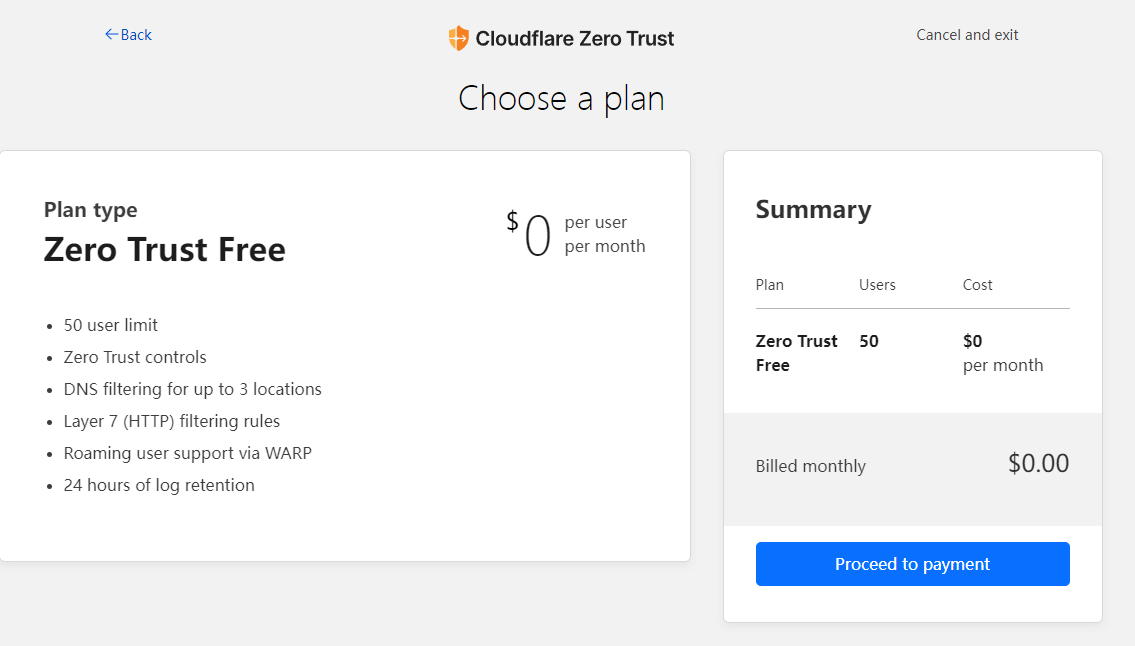 ←Back
Cloudflare Zero Trust
Cancel and exit
Choose a plan
Plan type
Zero Trust Free
$0 per user
per month
• 50 user limit
• Zero Trust controls
• DNS filtering for up to 3 locations
• Layer 7 (HTTP) filtering rules
• Roaming user support via WARP
• 24 hours of log retention
Summary
Plan Users Cost
Zero Trust 50 $0
Free per month
Billed monthly $0.00
Proceed to payment